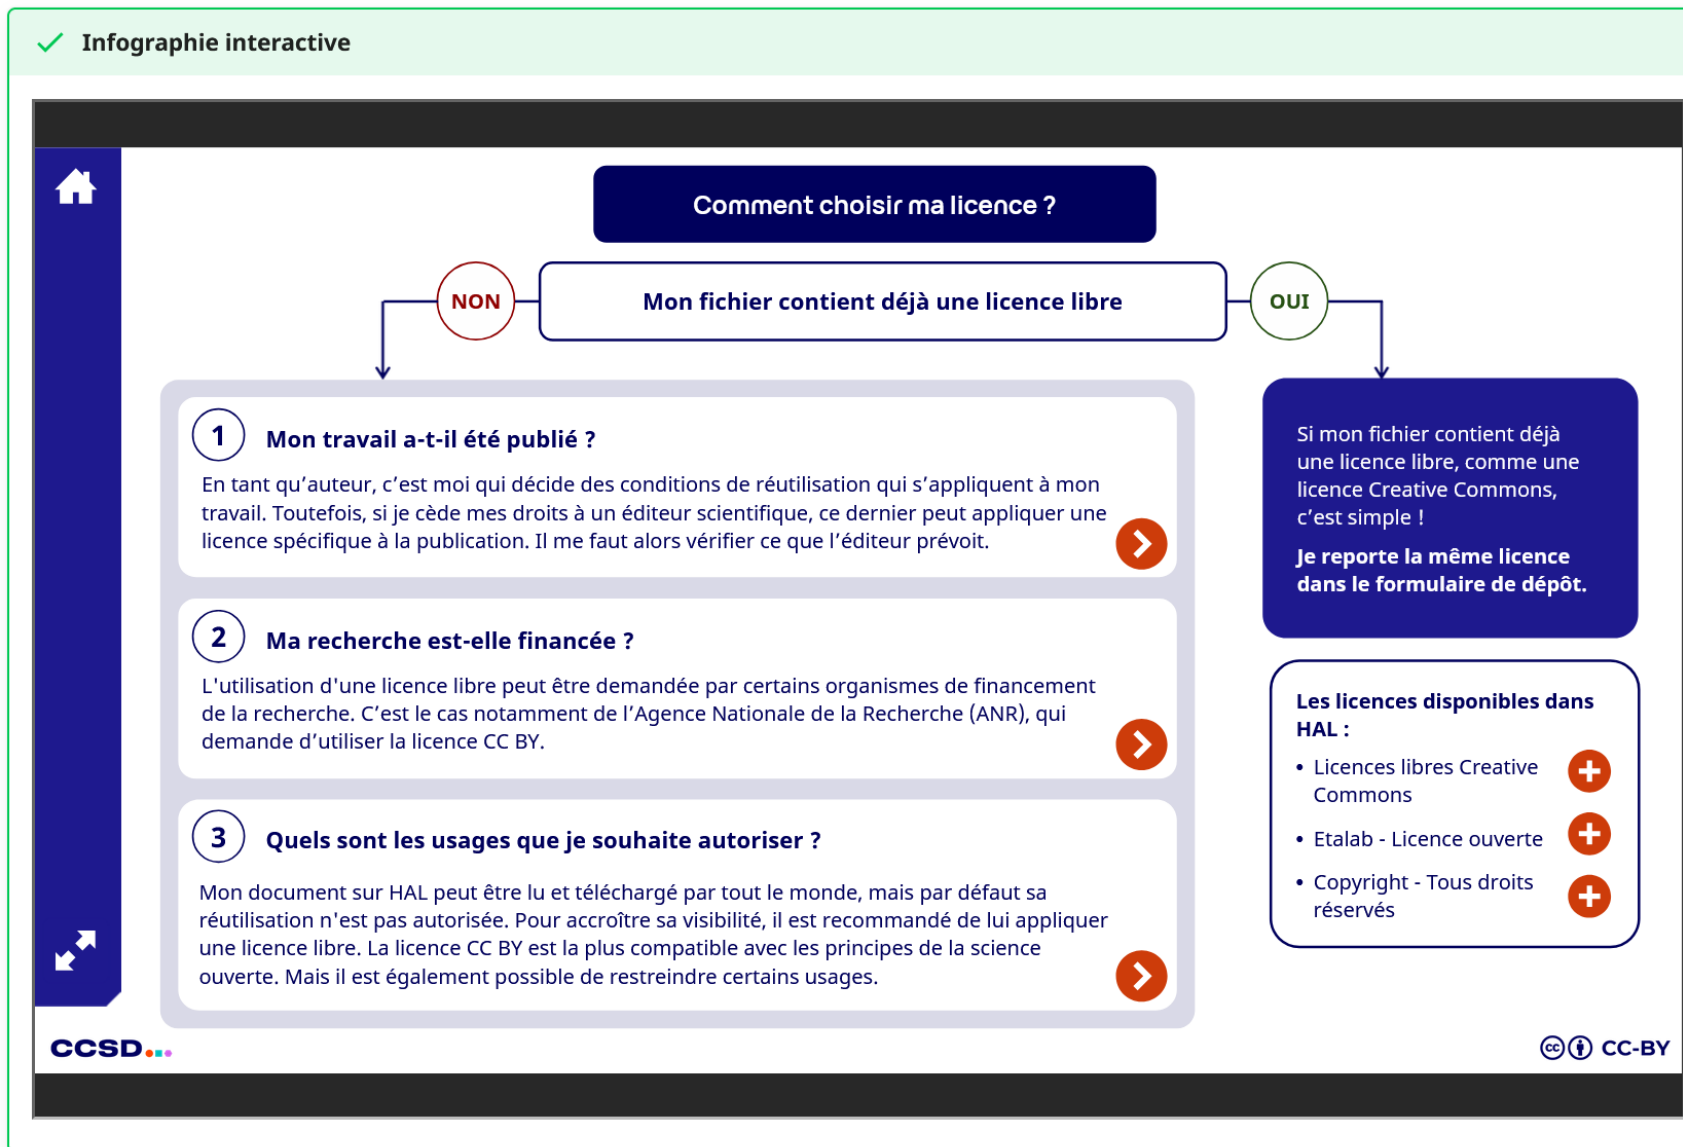 Infographie interactive
Comment choisir ma licence ?
NON
Mon fichier contient déjà une licence libre
OUI
1
Mon travail a-t-il été publié ?
En tant qu’auteur, c’est moi qui décide des conditions de réutilisation qui s’appliquent à mon
travail. Toutefois, si je cède mes droits à un éditeur scientifique, ce dernier peut appliquer une
licence spécifique à la publication. Il me faut alors vérifier ce que l’éditeur prévoit.
2
Ma recherche est-elle financée ?
L'utilisation d'une licence libre peut être demandée par certains organismes de financement
de la recherche. C’est le cas notamment de l’Agence Nationale de la Recherche (ANR), qui
demande d’utiliser la licence CC BY.
3
Quels sont les usages que je souhaite autoriser ?
Mon document sur HAL peut être lu et téléchargé par tout le monde, mais par défaut sa
réutilisation n'est pas autorisée. Pour accroître sa visibilité, il est recommandé de lui appliquer
une licence libre. La licence CC BY est la plus compatible avec les principes de la science
ouverte. Mais il est également possible de restreindre certains usages.
Si mon fichier contient déjà
une licence libre, comme une
licence Creative Commons,
c’est simple !
Je reporte la même licence
dans le formulaire de dépôt.
Les licences disponibles dans
HAL :
• Licences libres Creative
Commons
• Etalab - Licence ouverte
• Copyright - Tous droits
réservés
CCSD
cc CC-BY